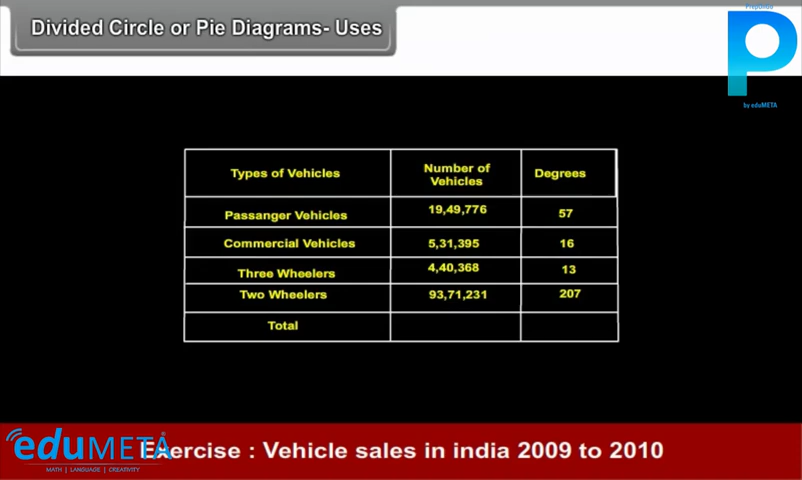 Divided Circle or Pie Diagrams- Uses
Prepondo
by eduMETA
Types of Vehicles Number of Vehicles Degrees
Passanger Vehicles 19,49,776 57
Commercial Vehicles 5,31,395 16
Three Wheelers 4,40,368 13
Two Wheelers 93,71,231 207
Total
eduMETA
MATH | LANGUAGE | CREATIVITY
Exercise : Vehicle sales in india 2009 to 2010